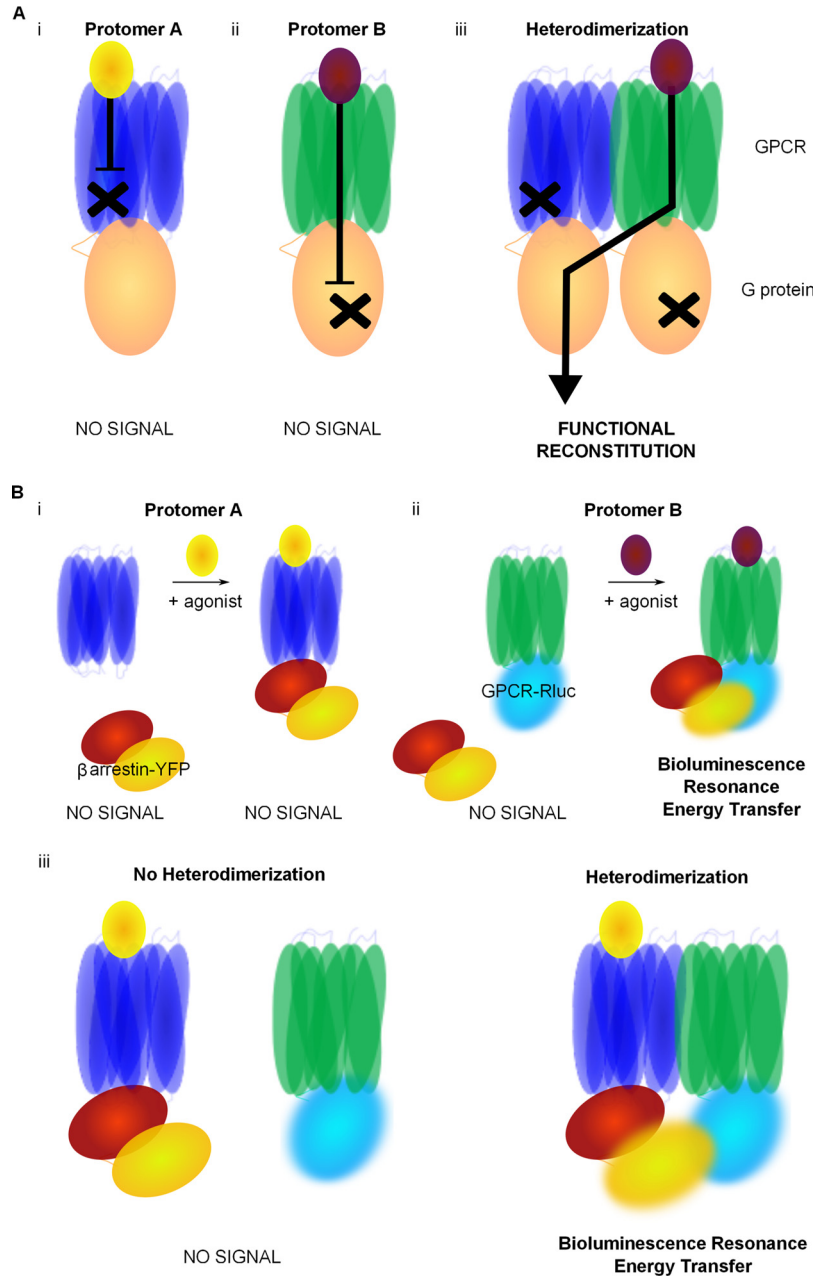 A
i
Protomer A
ii
Protomer B
iii
Heterodimerization
GPCR
G protein
NO SIGNAL
NO SIGNAL
FUNCTIONAL
RECONSTITUTION
B
i
Protomer A
+ agonist
βarrestin-YFP
NO SIGNAL
NO SIGNAL
ii
Protomer B
+ agonist
GPCR-Rluc
NO SIGNAL
Bioluminescence
Resonance
Energy Transfer
iii
No Heterodimerization
NO SIGNAL
Heterodimerization
Bioluminescence Resonance
Energy Transfer